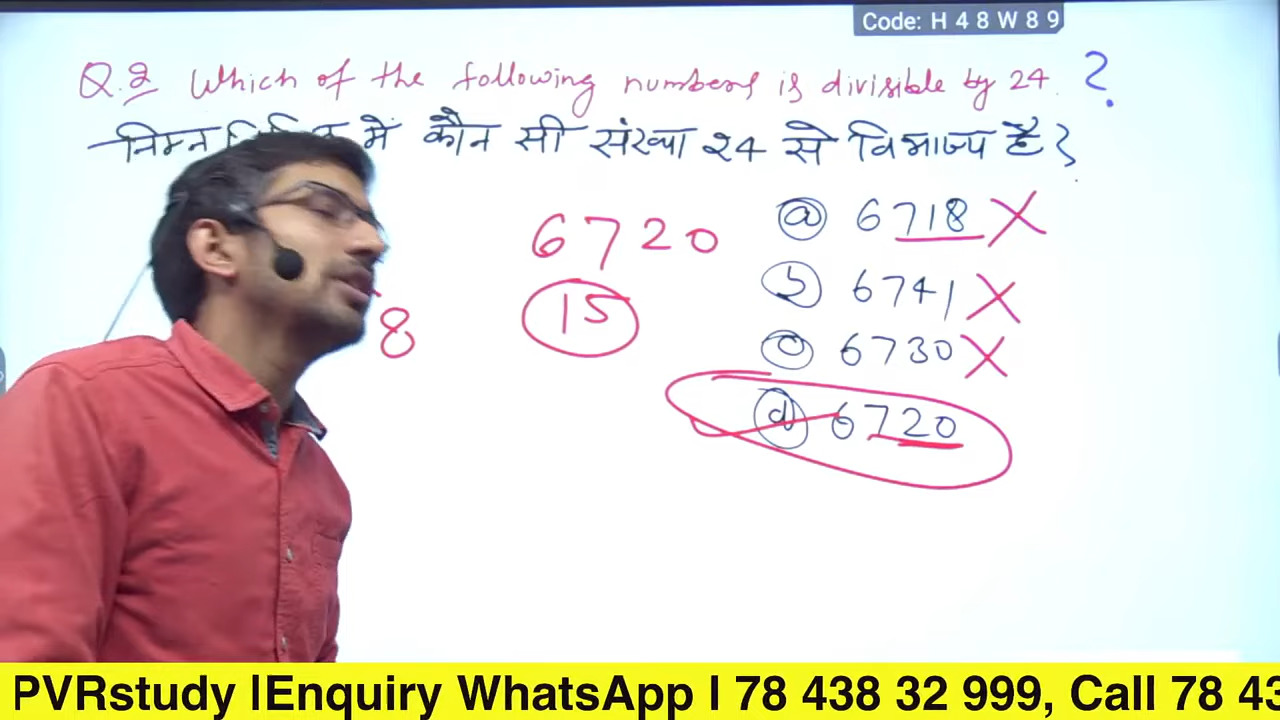 Code: H 4 8 W 8 9
Q.2 Which of the following numbers is divisible by 24. ?
निम्न में कौन सी संख्या 24 से विभाज्य है?
6720
15
8
(a) 6718 X
(b) 6741 X
(c) 6730 X
(d) 6720
PVRstudy |Enquiry WhatsApp | 78 438 32 999, Call 78 43